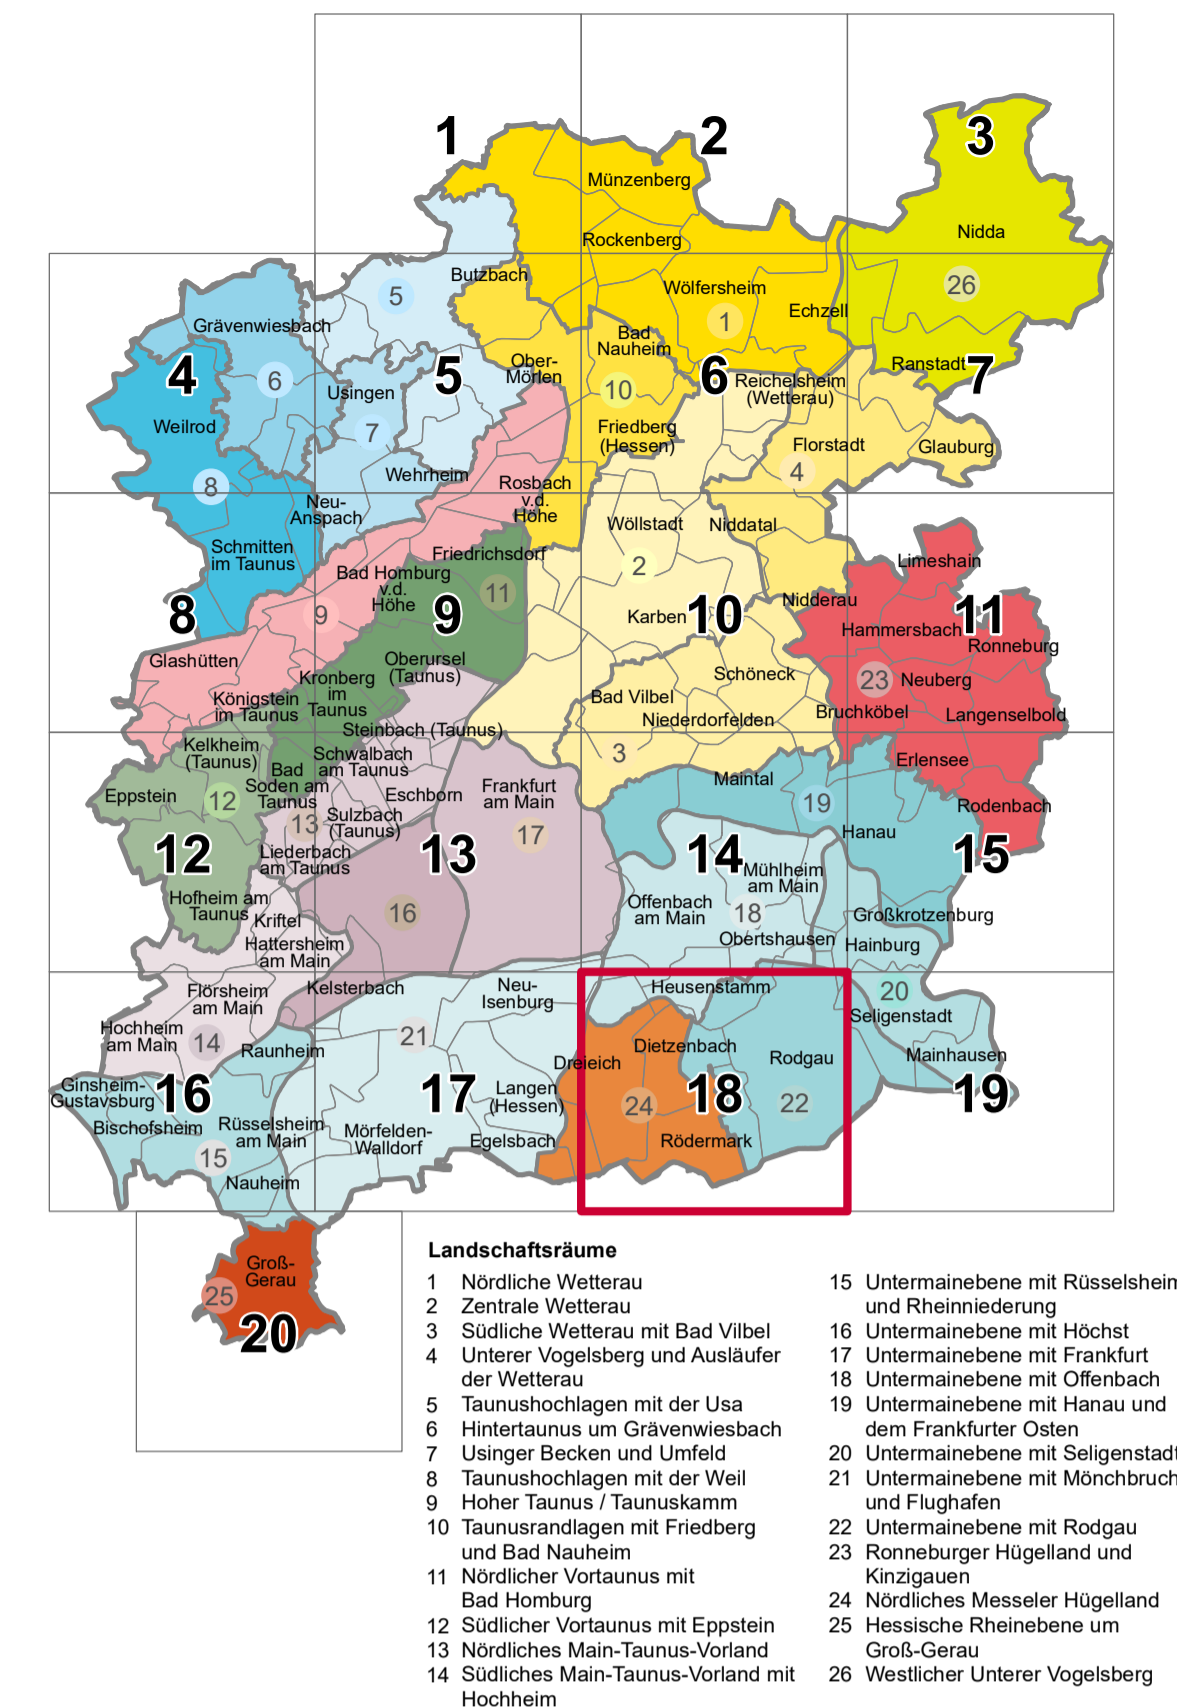 1
2
3
Münzenberg
Nidda
Rockenberg
Butzbach
5
26
Wölfersheim
Echzell
1
Grävenwiesbach
Bad
Nauheim
Ober-
Mörlen
Ranstadt
4
5
6
7
6
Usingen
10
Reichelsheim
(Wetterau)
Weilrod
7
Friedberg
(Hessen)
Florstadt
Glauburg
4
Wehrheim
8
Rosbach
v.d.
Höhe
Neu-
Anspach
Wöllstadt
Niddatal
Schmitten
im Taunus
Friedrichsdorf
Limeshain
2
Bad Homburg
v.d.
Höhe
11
Nidderau
8
9
9
Karben
10
11
Hammersbach
Ronneburg
Glashütten
Oberursel
(Taunus)
Schöneck
23
Neuberg
Kronberg
im
Taunus
Königstein
im Taunus
Bad Vilbel
Niederdorfelden
Bruchköbel
Langenselbold
Steinbach (Taunus)
Kelkheim
(Taunus)
Schwalbach
am Taunus
3
Erlensee
Bad
Soden am
Taunus
Maintal
Eppstein
12
Eschborn
Frankfurt
am Main
19
Rodenbach
13
Sulzbach
(Taunus)
17
Hanau
12
Liederbach
am Taunus
13
14
15
Mühlheim
am Main
Hofheim am
Taunus
Kriftel
16
Offenbach
am Main
18
Großkrotzenburg
Hattersheim
am Main
Obertshausen
Hainburg
Flörsheim
am Main
Kelsterbach
Neu-
Isenburg
Heusenstamm
20
Seligenstadt
Hochheim
am Main
14
Raunheim
21
Dietzenbach
Dreieich
Rodgau
Mainhausen
Ginsheim-
Gustavsburg
16
17
Langen
(Hessen)
24
18
22
19
Bischofsheim
Rüsselsheim
am Main
Mörfelden-
Walldorf
Egelsbach
Rödermark
15
Nauheim
Groß-
Gerau
25
20
Landschaftsräume
1 Nördliche Wetterau
2 Zentrale Wetterau
3 Südliche Wetterau mit Bad Vilbel
4 Unterer Vogelsberg und Ausläufer
der Wetterau
5 Taunushochlagen mit der Usa
6 Hintertaunus um Grävenwiesbach
7 Usinger Becken und Umfeld
8 Taunushochlagen mit der Weil
9 Hoher Taunus / Taunuskamm
10 Taunusrandlagen mit Friedberg
und Bad Nauheim
11 Nördlicher Vortaunus mit
Bad Homburg
12 Südlicher Vortaunus mit Eppstein
13 Nördliches Main-Taunus-Vorland
14 Südliches Main-Taunus-Vorland mit
Hochheim
15 Untermainebene mit Rüsselsheim
und Rheinniederung
16 Untermainebene mit Höchst
17 Untermainebene mit Frankfurt
18 Untermainebene mit Offenbach
19 Untermainebene mit Hanau und
dem Frankfurter Osten
20 Untermainebene mit Seligenstadt
21 Untermainebene mit Mönchbruch
und Flughafen
22 Untermainebene mit Rodgau
23 Ronneburger Hügelland und
Kinzigauen
24 Nördliches Messeler Hügelland
25 Hessische Rheinebene um
Groß-Gerau
26 Westlicher Unterer Vogelsberg